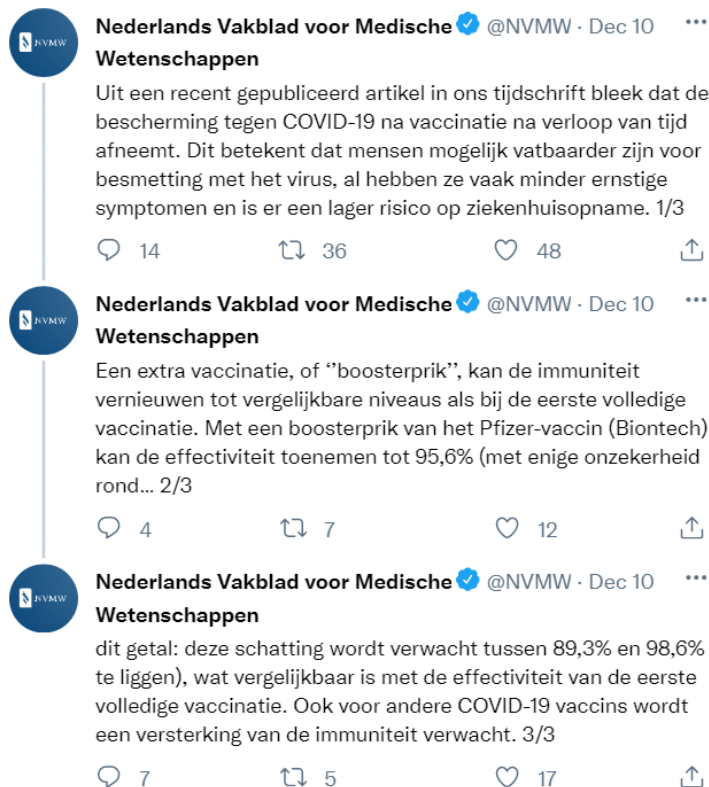 NVMW
Nederlands Vakblad voor Medische @NVMW · Dec 10
Wetenschappen
Uit een recent gepubliceerd artikel in ons tijdschrift bleek dat de
bescherming tegen COVID-19 na vaccinatie na verloop van tijd
afneemt. Dit betekent dat mensen mogelijk vatbaarder zijn voor
besmetting met het virus, al hebben ze vaak minder ernstige
symptomen en is er een lager risico op ziekenhuisopname. 1/3
14 36 48
NVMW
Nederlands Vakblad voor Medische @NVMW · Dec 10
Wetenschappen
Een extra vaccinatie, of ‘’boosterprik’’, kan de immuniteit
vernieuwen tot vergelijkbare niveaus als bij de eerste volledige
vaccinatie. Met een boosterprik van het Pfizer-vaccin (Biontech)
kan de effectiviteit toenemen tot 95,6% (met enige onzekerheid
rond... 2/3
4 7 12
NVMW
Nederlands Vakblad voor Medische @NVMW · Dec 10
Wetenschappen
dit getal: deze schatting wordt verwacht tussen 89,3% en 98,6%
te liggen), wat vergelijkbaar is met de effectiviteit van de eerste
volledige vaccinatie. Ook voor andere COVID-19 vaccins wordt
een versterking van de immuniteit verwacht. 3/3
7 5 17